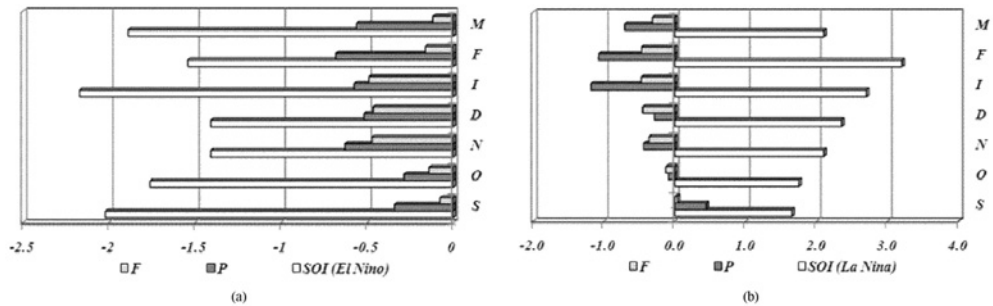 M
F
I
D
N
O
S
-2.5 -2 -1.5 -1 -0.5 0
F P SOI (El Nino)
(a)
M
F
I
D
N
O
S
-2.0 -1.0 0.0 1.0 2.0 3.0 4.0
F P SOI (La Nina)
(b)